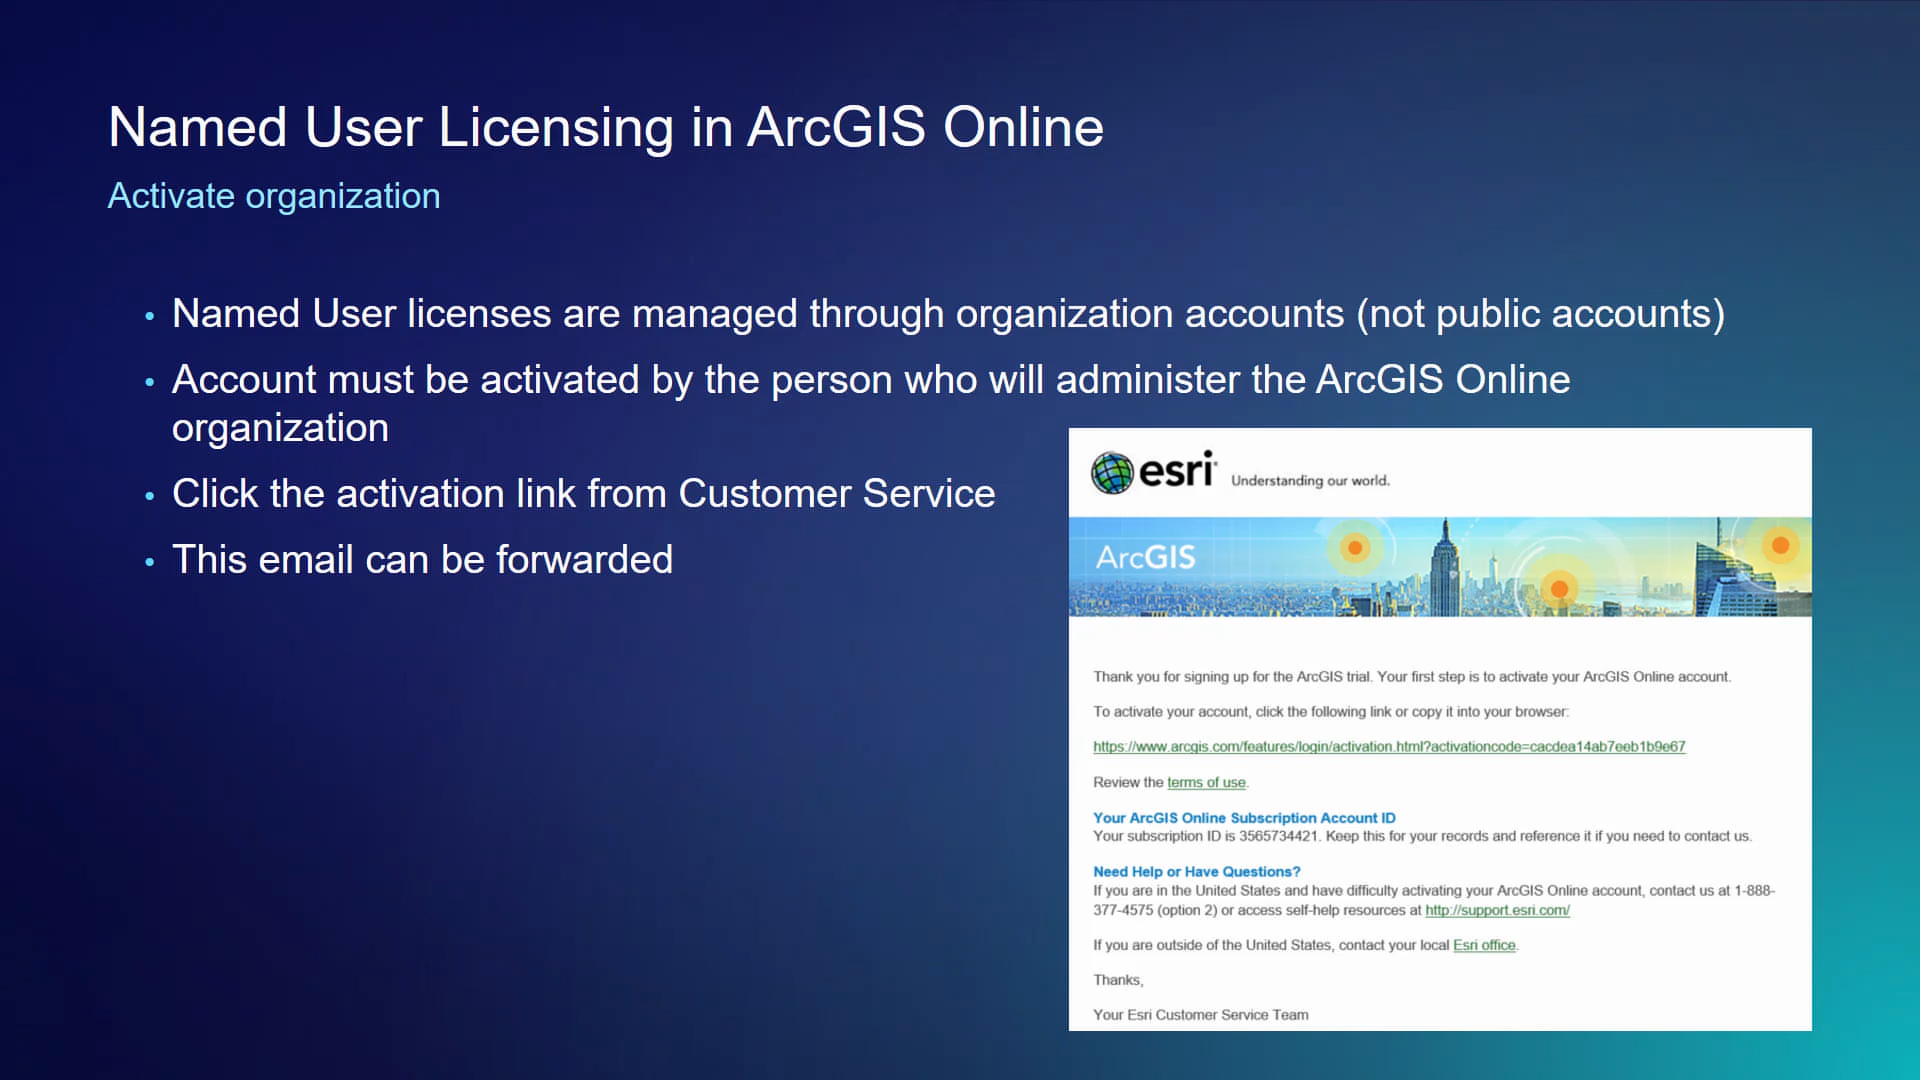 Named User Licensing in ArcGIS Online
Activate organization
• Named User licenses are managed through organization accounts (not public accounts)
• Account must be activated by the person who will administer the ArcGIS Online
organization
• Click the activation link from Customer Service
• This email can be forwarded
esri Understanding our world.
ArcGIS
Thank you for signing up for the ArcGIS trial. Your first step is to activate your ArcGIS Online account.
To activate your account, click the following link or copy it into your browser:
https://www.arcgis.com/features/login/activation.html?activationcode=cacdea14ab7eeb1b9e67
Review the terms of use.
Your ArcGIS Online Subscription Account ID
Your subscription ID is 3565734421. Keep this for your records and reference it if you need to contact us.
Need Help or Have Questions?
If you are in the United States and have difficulty activating your ArcGIS Online account, contact us at 1-888-
377-4575 (option 2) or access self-help resources at http://support.esri.com/
If you are outside of the United States, contact your local Esri office.
Thanks,
Your Esri Customer Service Team